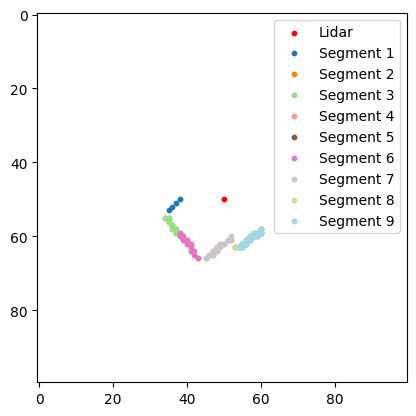 0
20
40
60
80
0
20
40
60
80
Lidar
Segment 1
Segment 2
Segment 3
Segment 4
Segment 5
Segment 6
Segment 7
Segment 8
Segment 9